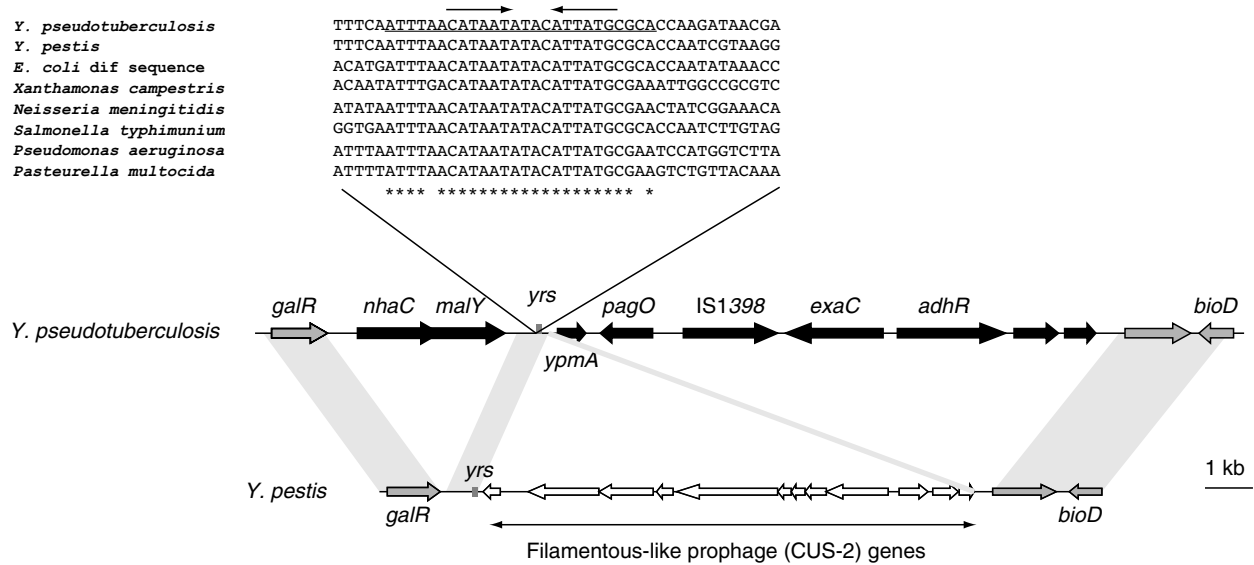 Y. pseudotuberculosis TTTCAATTTAACATAATATACATTATGCGCACCAAGATAACGA
Y. pestis TTTCAATTTAACATAATATACATTATGCGCACCAATCGTAAGG
E. coli dif sequence ACATGATTTAACATAATATACATTATGCGCACCAATATAAACC
Xanthamonas campestris ACAATATTTGACATAATATACATTATGCGAAATTGGCCGCGTC
Neisseria meningitidis ATATAATTTAACATAATATACATTATGCGAACTATCGGAAACA
Salmonella typhimunium GGTGAATTTAACATAATATACATTATGCGCACCAATCTTGTAG
Pseudomonas aeruginosa ATTTAATTTAACATAATATACATTATGCGAATCCATGGTCTTA
Pasteurella multocida ATTTTATTTAACATAATATACATTATGCGAAGTCTGTTACAAA
**** ******************* *
galR nhaC malY yrs pagO IS1398 exaC adhR bioD
Y. pseudotuberculosis
ypmA
1 kb
Y. pestis yrs
galR bioD
Filamentous-like prophage (CUS-2) genes